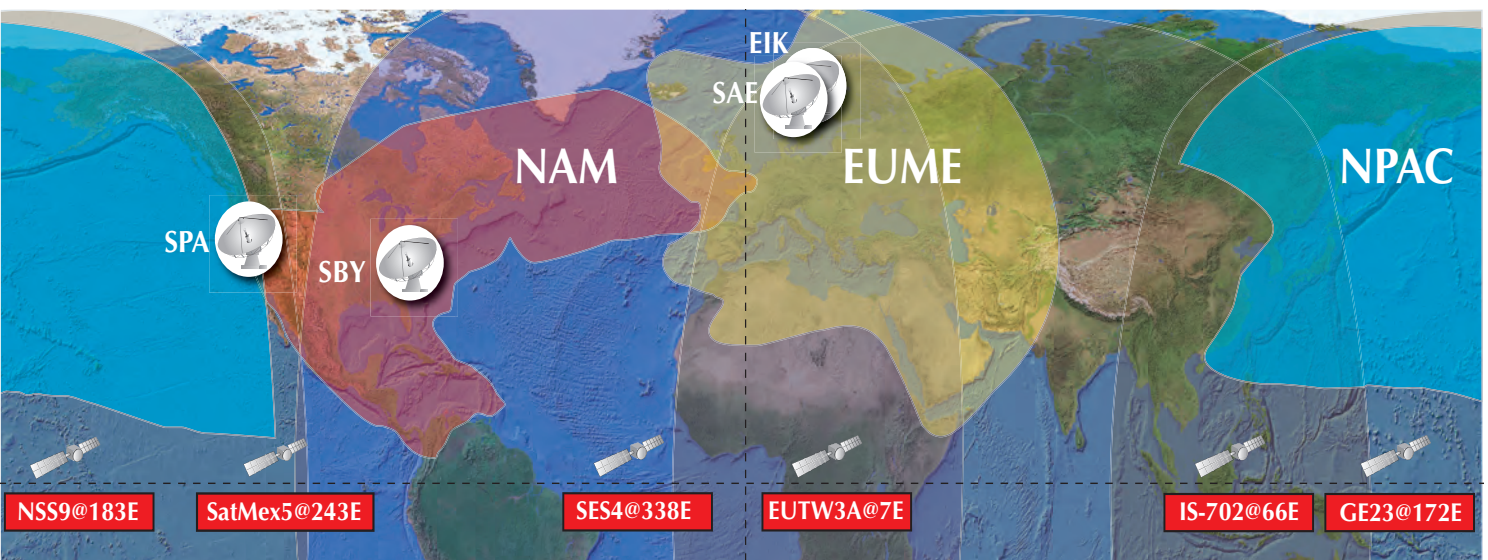 EIK
SAE
NAM
EUME
NPAC
SPA
SBY
NSS9@183E
SatMex5@243E
SES4@338E
EUTW3A@7E
IS-702@66E
GE23@172E